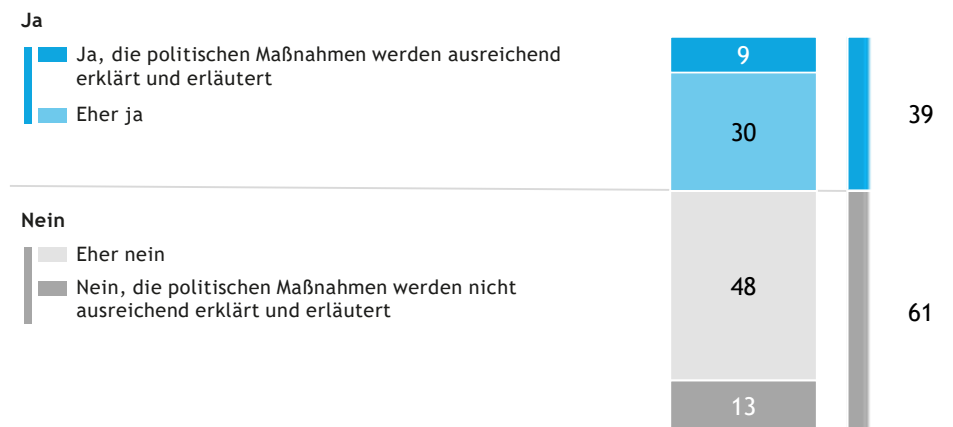 Ja
Ja, die politischen Maßnahmen werden ausreichend
erklärt und erläutert
Eher ja
9
30
39
Nein
Eher nein
Nein, die politischen Maßnahmen werden nicht
ausreichend erklärt und erläutert
48
13
61